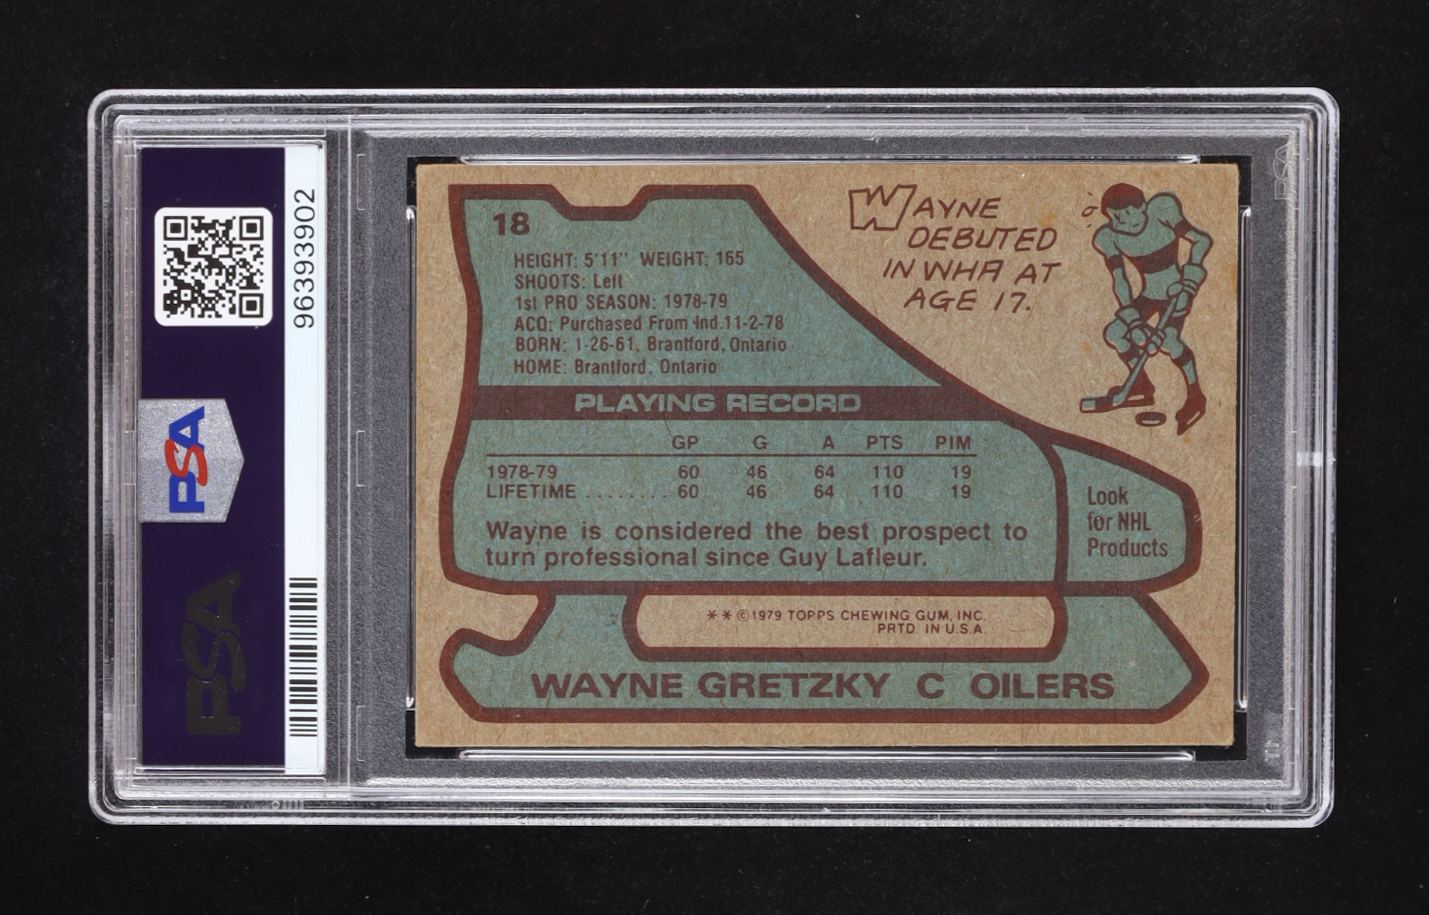 96393902
PSA
PSA
18
HEIGHT: 5'11" WEIGHT: 165
SHOOTS: Left
1st PRO SEASON: 1978-79
ACQ: Purchased From Ind.11-2-78
BORN: 1-26-61, Brantford, Ontario
HOME: Brantford, Ontario
WAYNE
DEBUTED
IN WHA AT
AGE 17.
PLAYING RECORD
GP G A PTS PIM
1978-79 60 46 64 110 19
LIFETIME ........ 60 46 64 110 19
Wayne is considered the best prospect to
turn professional since Guy Lafleur.
Look
for NHL
Products
** © 1979 TOPPS CHEWING GUM, INC.
PRTD. IN U.S.A
WAYNE GRETZKY C OILERS
PSA